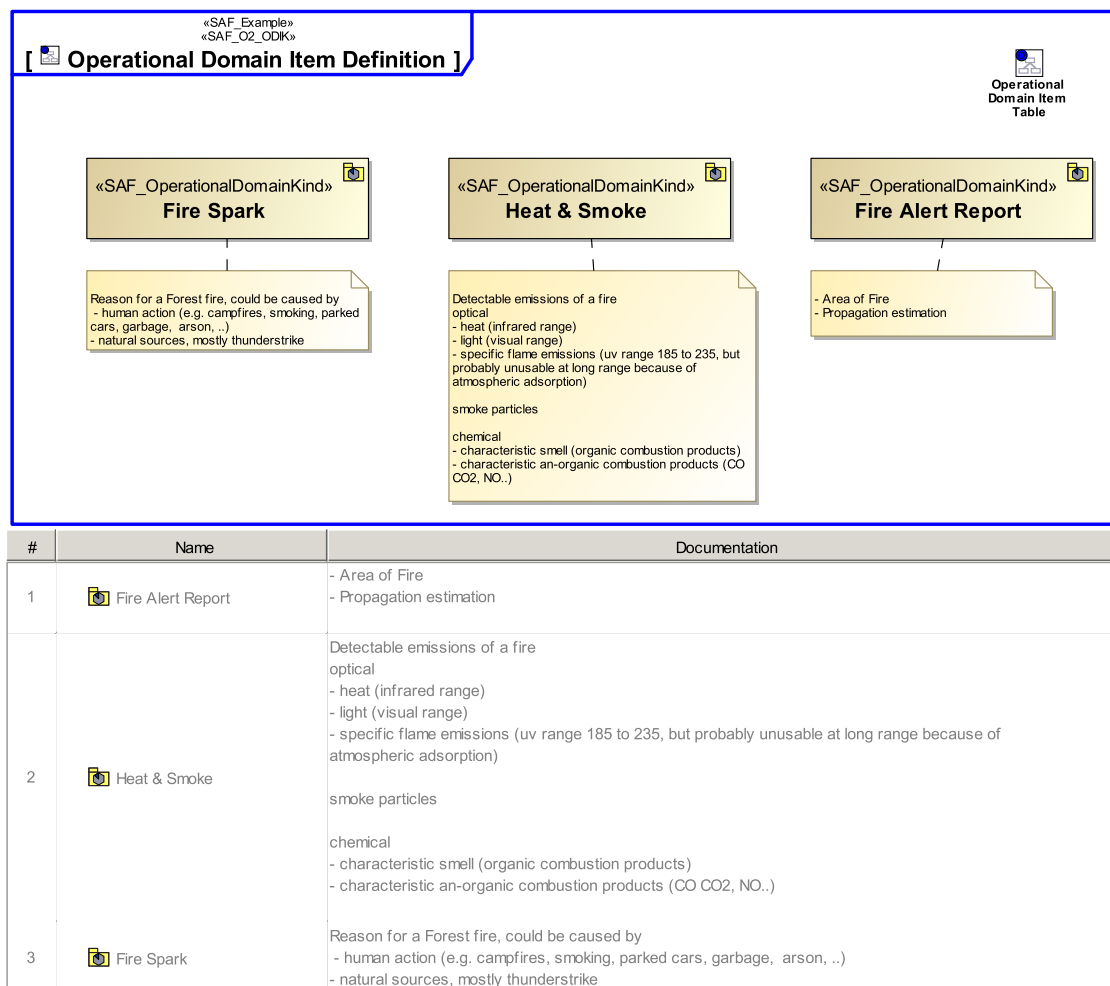 «SAF_Example»
«SAF_O2_ODIK»
[ Operational Domain Item Definition ]
Operational
Domain Item
Table
«SAF_OperationalDomainKind»
Fire Spark
«SAF_OperationalDomainKind»
Heat & Smoke
«SAF_OperationalDomainKind»
Fire Alert Report
Reason for a Forest fire, could be caused by
- human action (e.g. campfires, smoking, parked
cars, garbage, arson, ..)
- natural sources, mostly thunderstrike
Detectable emissions of a fire
optical
- heat (infrared range)
- light (visual range)
- specific flame emissions (uv range 185 to 235, but
probably unusable at long range because of
atmospheric adsorption)
smoke particles
chemical
- characteristic smell (organic combustion products)
- characteristic an-organic combustion products (CO
CO2, NO..)
- Area of Fire
- Propagation estimation
# Name Documentation
1 Fire Alert Report
- Area of Fire
- Propagation estimation
2 Heat & Smoke
Detectable emissions of a fire
optical
- heat (infrared range)
- light (visual range)
- specific flame emissions (uv range 185 to 235, but probably unusable at long range because of
atmospheric adsorption)
smoke particles
chemical
- characteristic smell (organic combustion products)
- characteristic an-organic combustion products (CO CO2, NO..)
3 Fire Spark
Reason for a Forest fire, could be caused by
- human action (e.g. campfires, smoking, parked cars, garbage, arson, ..)
- natural sources, mostly thunderstrike